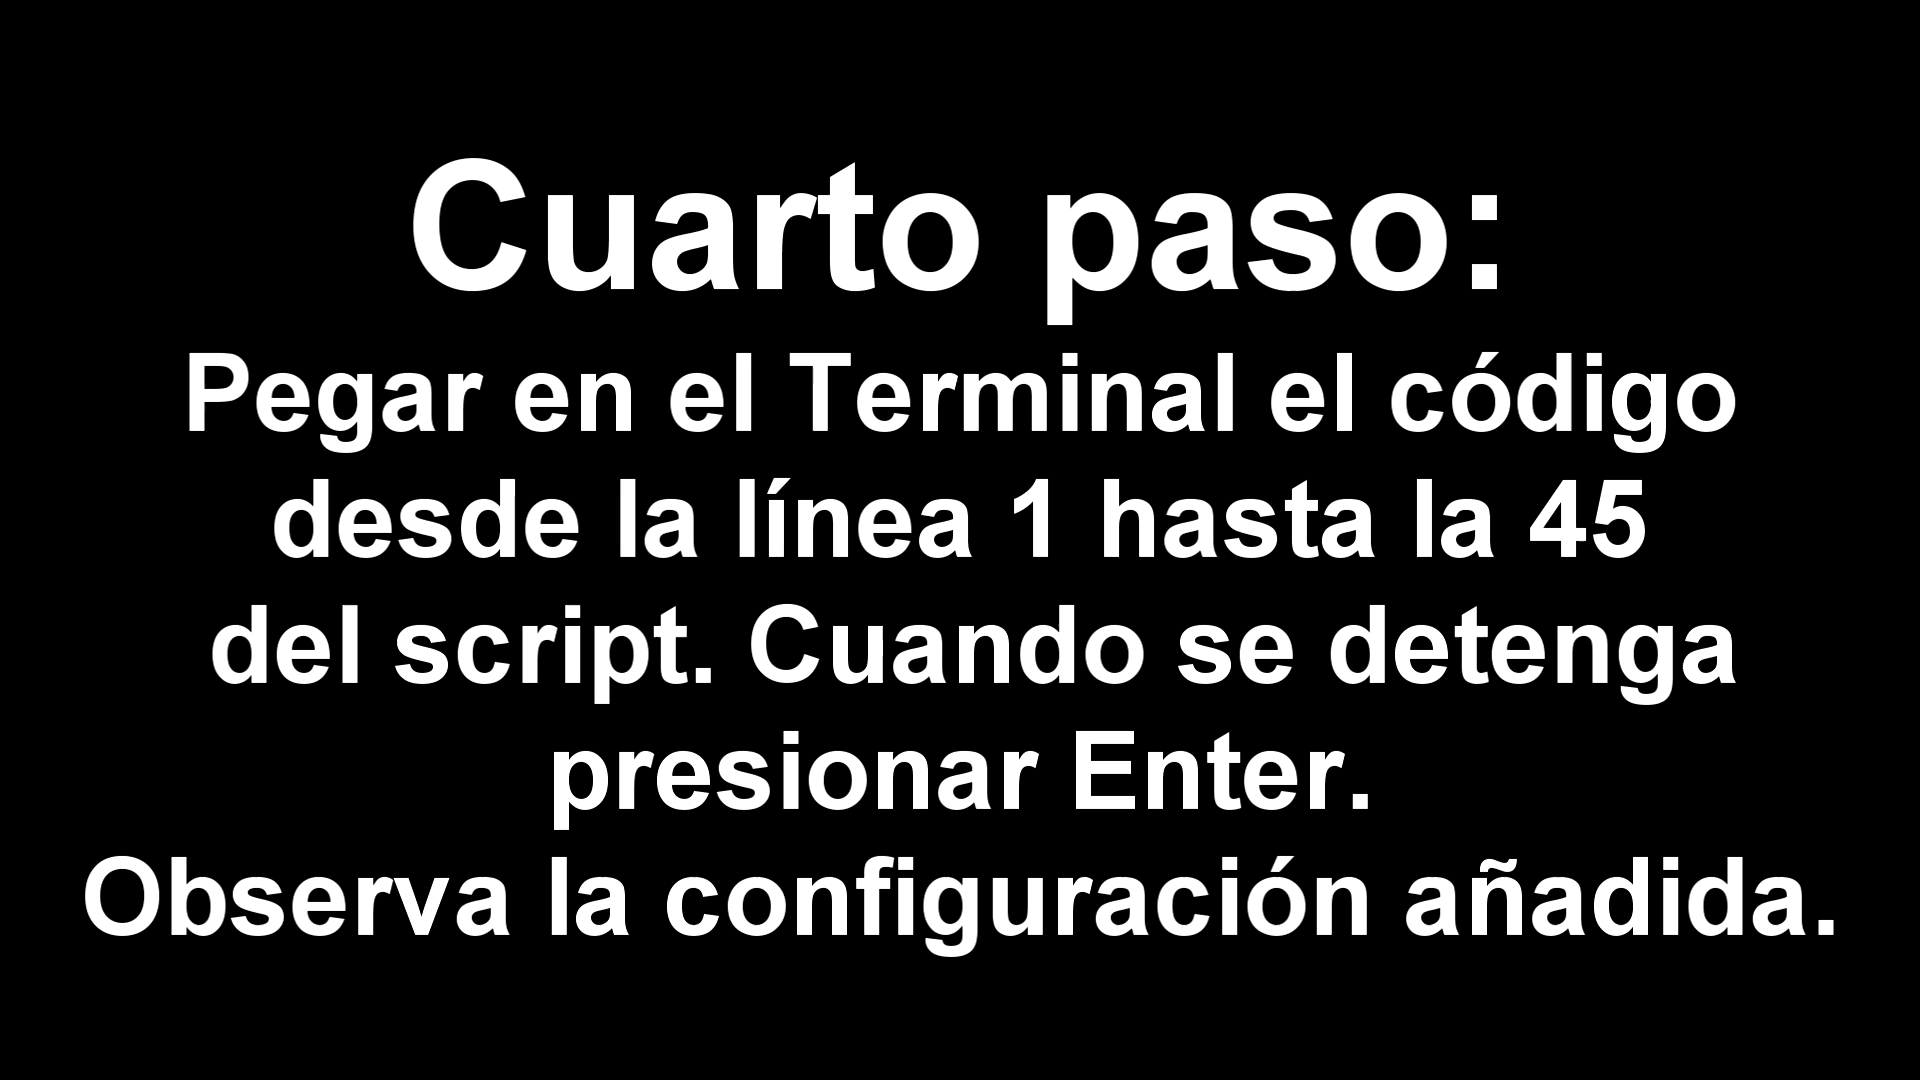 Cuarto paso:
Pegar en el Terminal el código
desde la línea 1 hasta la 45
del script. Cuando se detenga
presionar Enter.
Observa la configuración añadida.